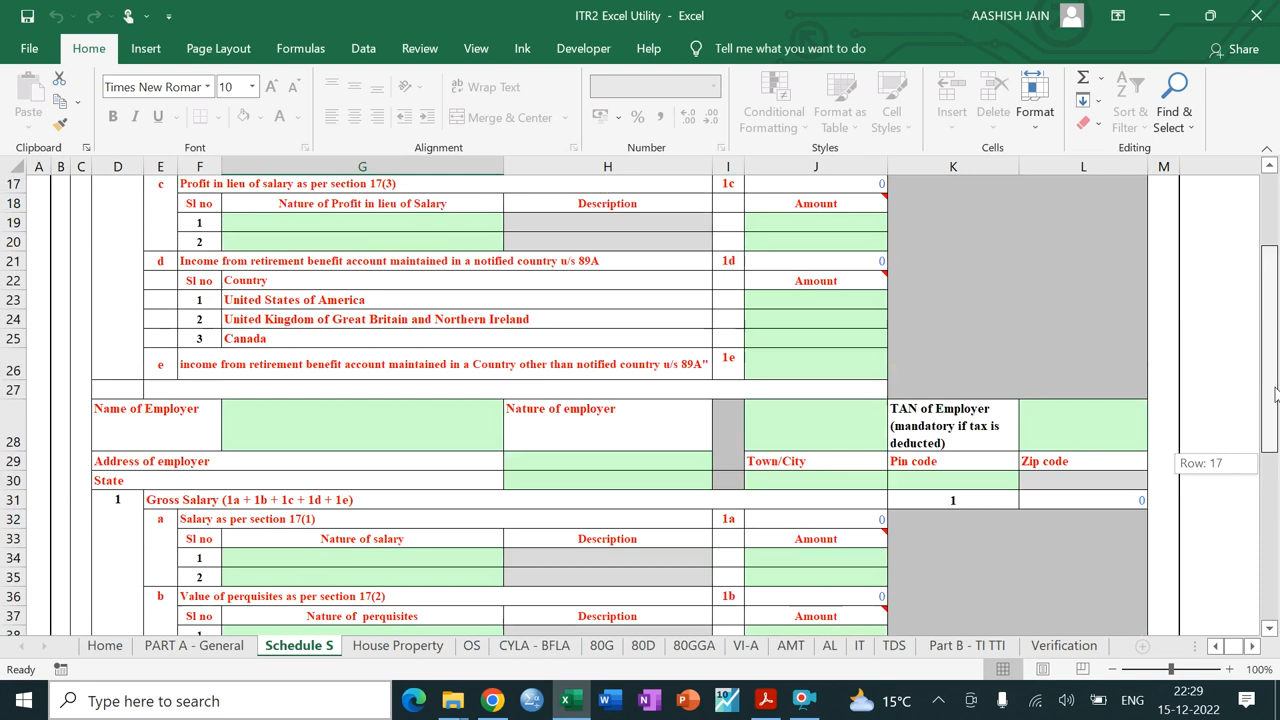 ITR2 Excel Utility - Excel
AASHISH JAIN
File Home Insert Page Layout Formulas Data Review View Ink Developer Help Tell me what you want to do Share
Paste
Clipboard
Times New Romar 10
B I U
Font
ab Wrap Text
Merge & Center
Alignment
% ,
Number
Conditional Formatting
Format as Table
Cell Styles
Styles
Insert Delete Format
Cells
Sort & Filter
Find & Select
Editing
A B C D E F G H I J K L M
17 c Profit in lieu of salary as per section 17(3) 1c 0
18 Sl no Nature of Profit in lieu of Salary Description Amount
19 1
20 2
21 d Income from retirement benefit account maintained in a notified country u/s 89A 1d 0
22 Sl no Country Amount
23 1 United States of America
24 2 United Kingdom of Great Britain and Northern Ireland
25 3 Canada
26 e income from retirement benefit account maintained in a Country other than notified country u/s 89A" 1e
27
28 Name of Employer Nature of employer TAN of Employer (mandatory if tax is deducted)
29 Address of employer Town/City Pin code Zip code
Row: 17
30 State
31 1 Gross Salary (1a + 1b + 1c + 1d + 1e) 1 0
32 a Salary as per section 17(1) 1a 0
33 Sl no Nature of salary Description Amount
34 1
35 2
36 b Value of perquisites as per section 17(2) 1b 0
37 Sl no Nature of perquisites Description Amount
38 1
Home PART A - General Schedule S House Property OS CYLA - BFLA 80G 80D 80GGA VI-A AMT AL IT TDS Part B - TI TTI Verification
Ready
100%
Type here to search
15°C
ENG
22:29
15-12-2022